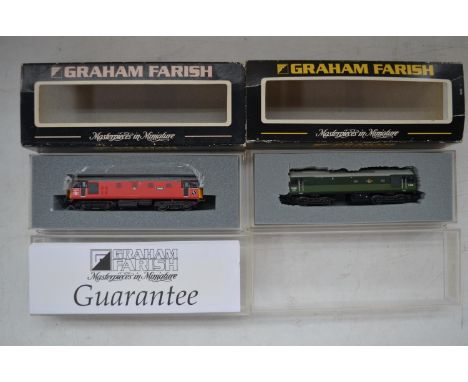 GRAHAM FARISH
Masterpieces in Miniature
GRAHAM FARISH
Masterpieces in Miniature
GRAHAM
FARISH
Masterpieces in Miniature
Guarantee